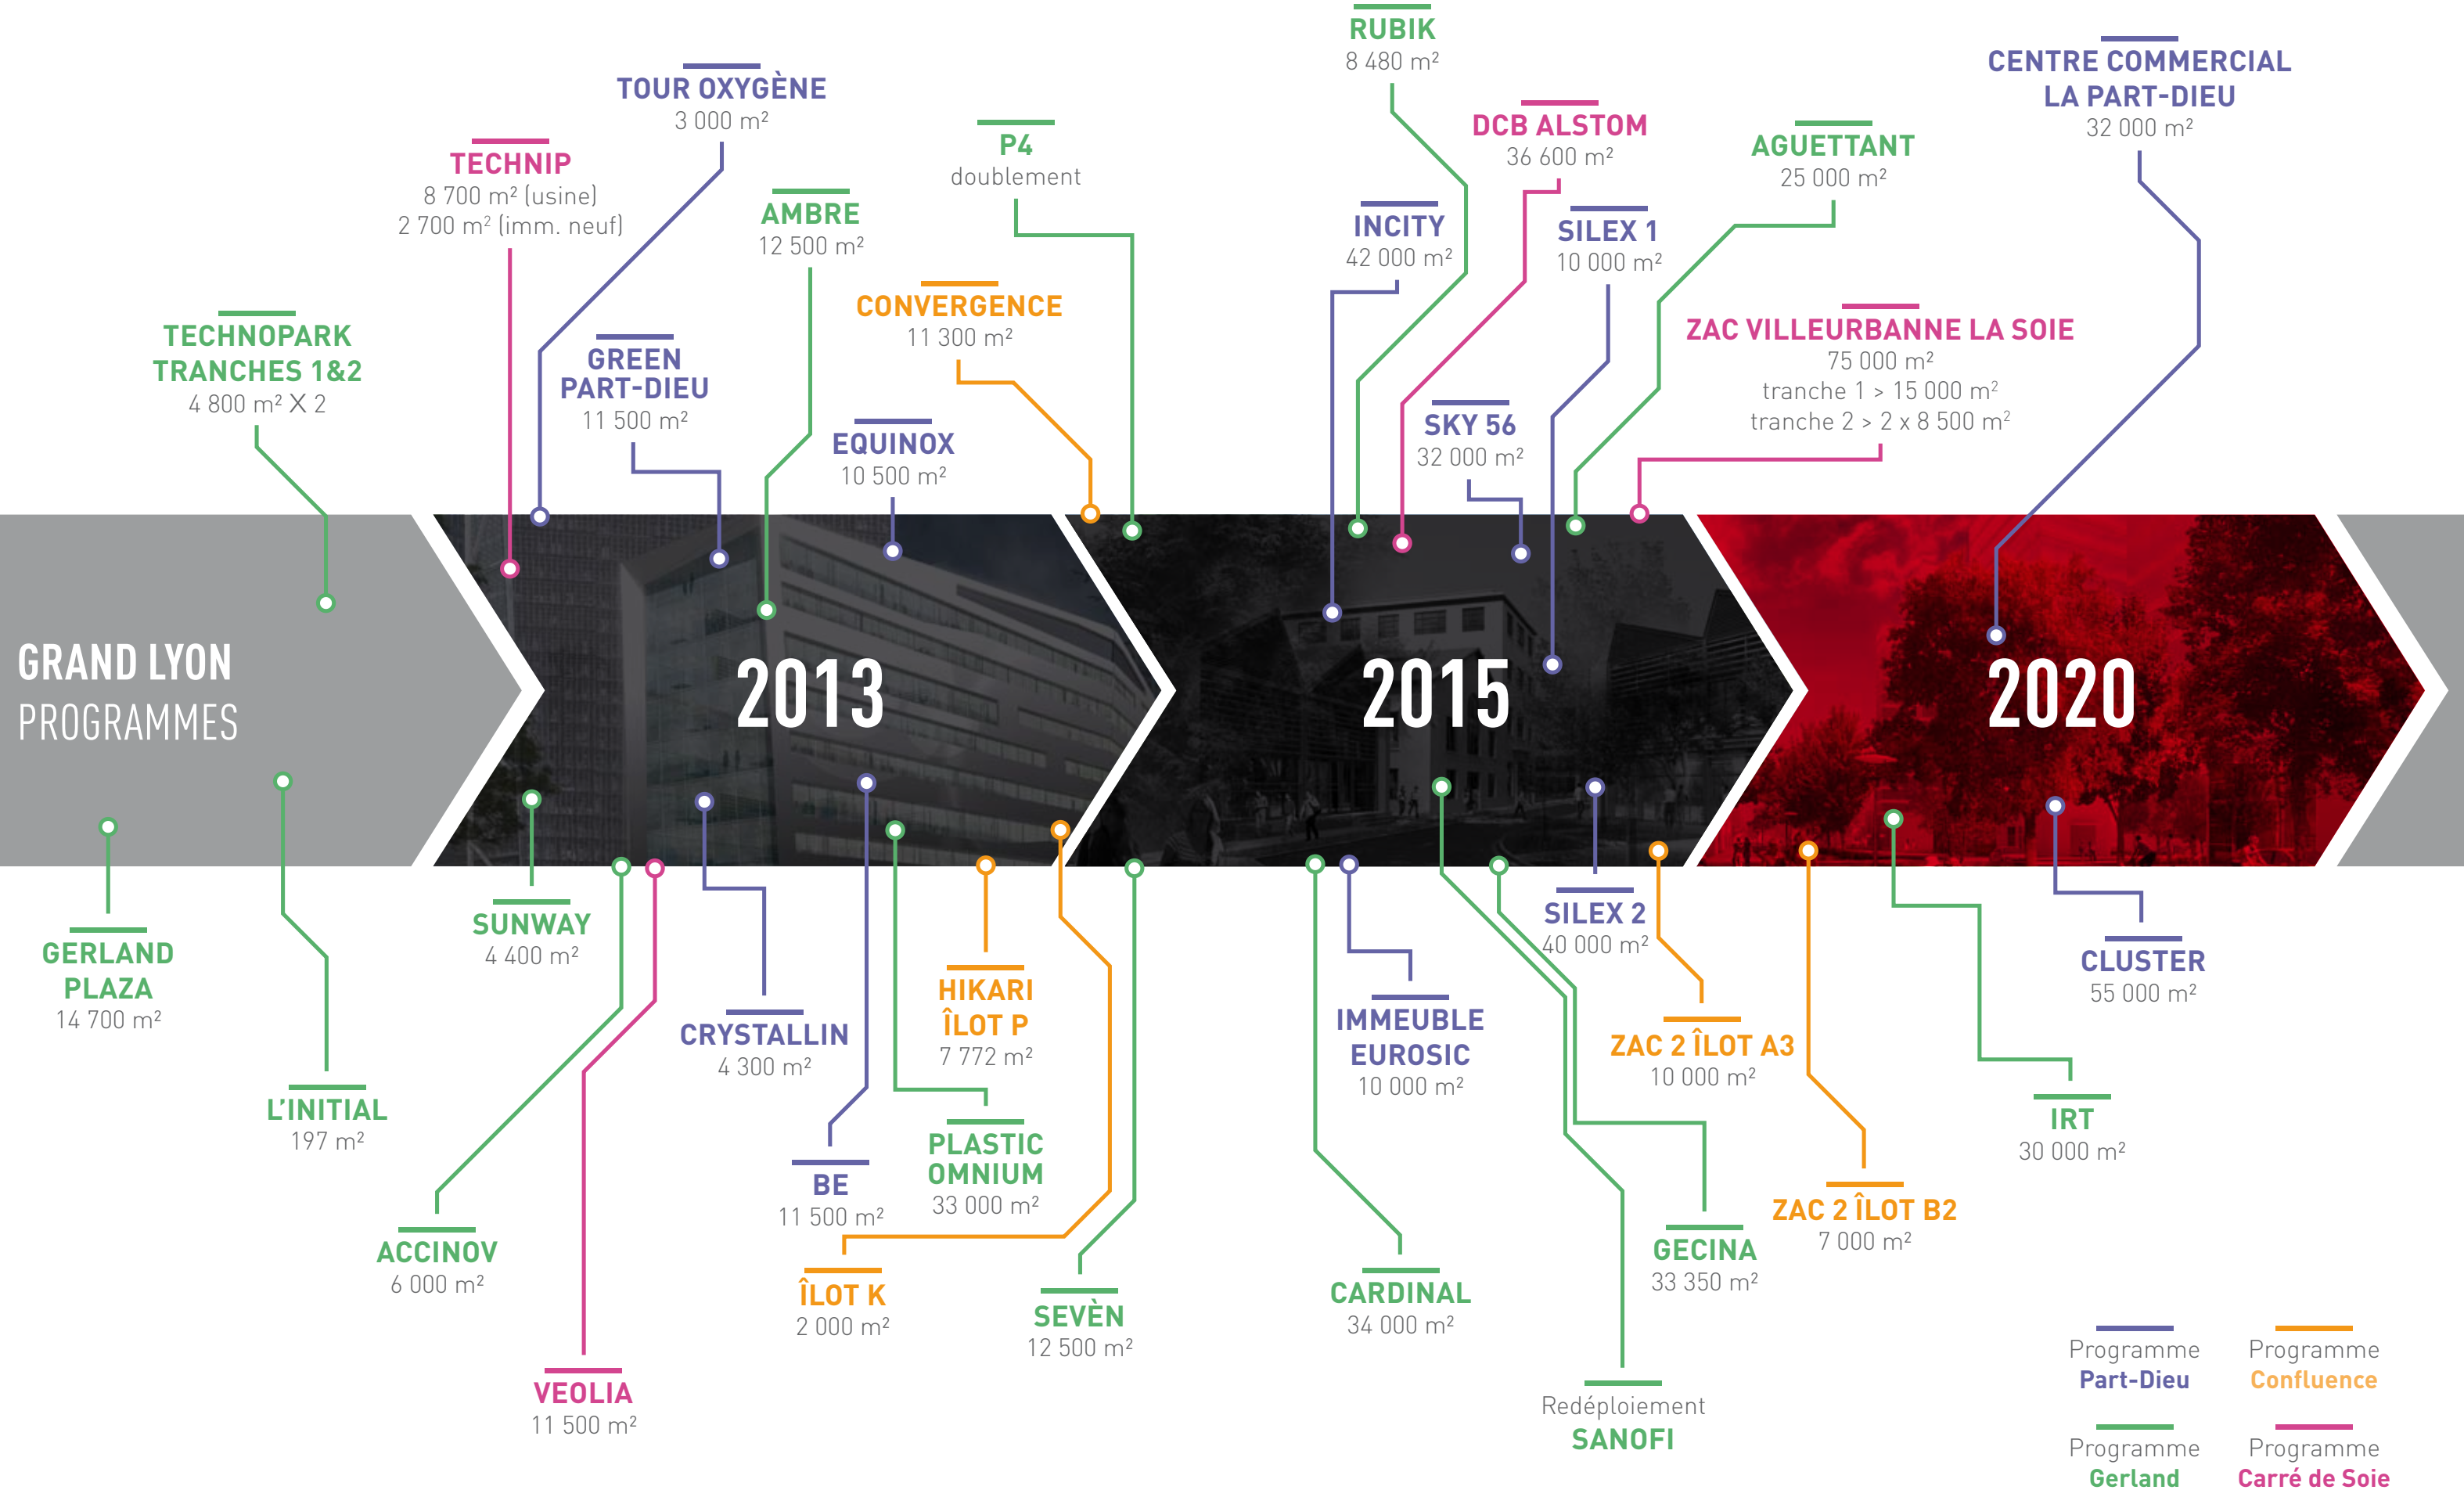 RUBIK
8 480 m²
CENTRE COMMERCIAL
LA PART-DIEU
32 000 m²
TOUR OXYGÈNE
3 000 m²
DCB ALSTOM
36 600 m²
P4
doublement
AGUETTANT
25 000 m²
TECHNIP
8 700 m² (usine)
2 700 m² (imm. neuf)
AMBRE
12 500 m²
INCITY
42 000 m²
SILEX 1
10 000 m²
CONVERGENCE
11 300 m²
TECHNOPARK
TRANCHES 1&2
4 800 m² X 2
GREEN
PART-DIEU
11 500 m²
ZAC VILLEURBANNE LA SOIE
75 000 m²
tranche 1 > 15 000 m²
tranche 2 > 2 x 8 500 m²
EQUINOX
10 500 m²
SKY 56
32 000 m²
GRAND LYON
PROGRAMMES
2013
2015
2020
GERLAND
PLAZA
14 700 m²
L'INITIAL
197 m²
SUNWAY
4 400 m²
ACCINOV
6 000 m²
VEOLIA
11 500 m²
CRYSTALLIN
4 300 m²
BE
11 500 m²
HIKARI
ÎLOT P
7 772 m²
PLASTIC
OMNIUM
33 000 m²
ÎLOT K
2 000 m²
SEVÈN
12 500 m²
IMMEUBLE
EUROSIC
10 000 m²
CARDINAL
34 000 m²
SILEX 2
40 000 m²
ZAC 2 ÎLOT A3
10 000 m²
GECINA
33 350 m²
Redéploiement
SANOFI
ZAC 2 ÎLOT B2
7 000 m²
CLUSTER
55 000 m²
IRT
30 000 m²
Programme
Part-Dieu
Programme
Confluence
Programme
Gerland
Programme
Carré de Soie